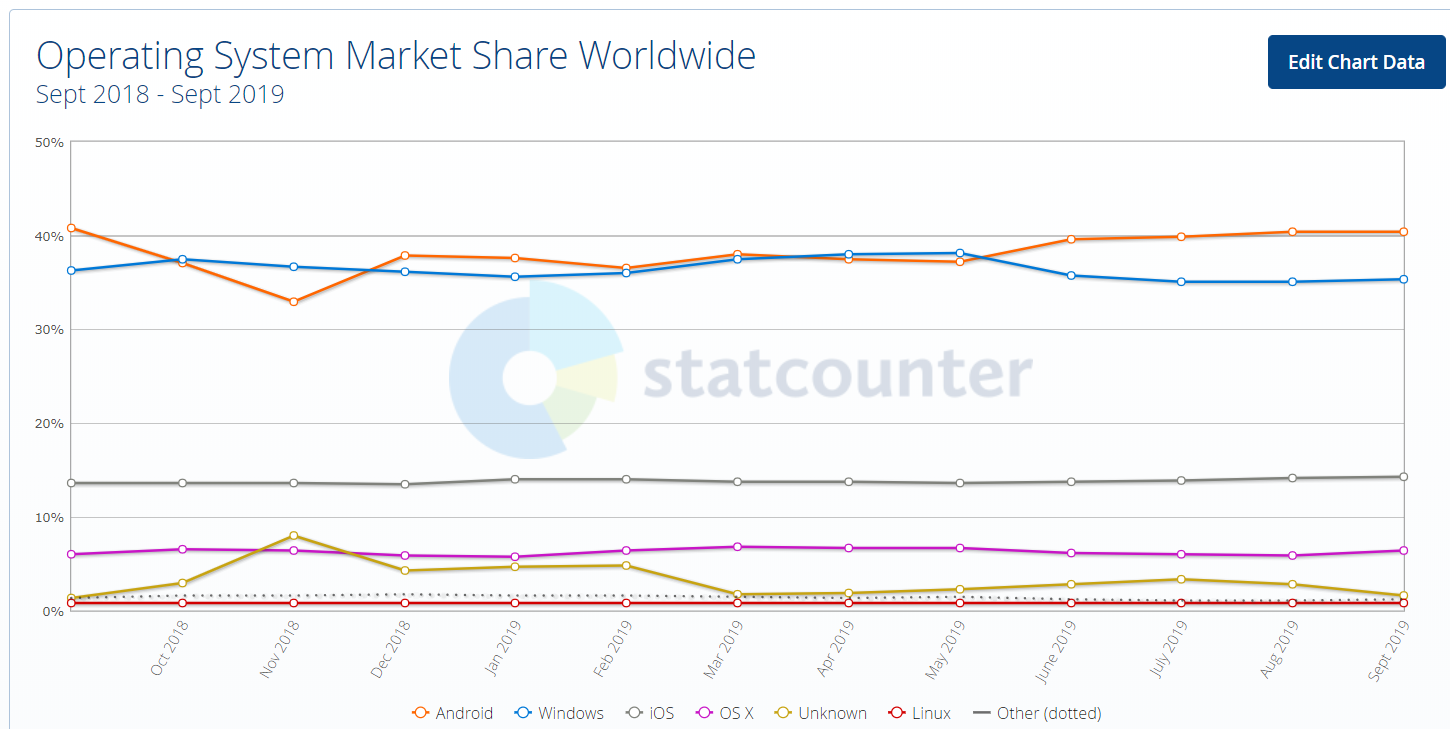 Operating System Market Share Worldwide
Edit Chart Data
Sept 2018 - Sept 2019
50%
40%
30%
statcounter
20%
10%
0%
Oct 2018 Nov 2018 Dec 2018 Jan 2019 Feb 2019 Mar 2019 Apr 2019 May 2019 June 2019 July 2019 Aug 2019 Sept 2019
Android Windows iOS OS X Unknown Linux Other (dotted)